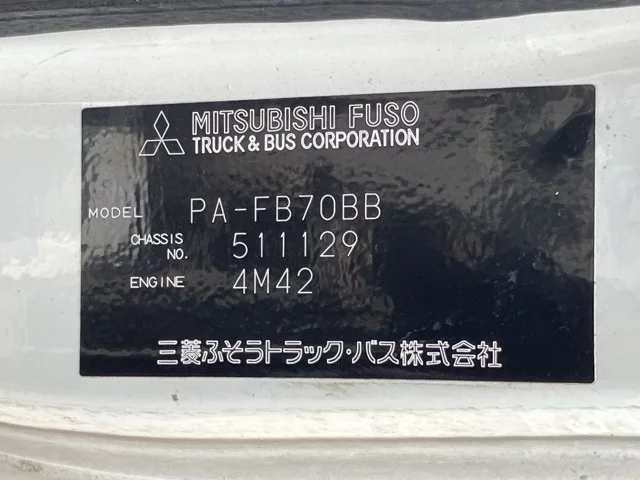 MITSUBISHI FUSO
TRUCK & BUS CORPORATION
MODEL PA-FB70BB
CHASSIS NO. 511129
ENGINE 4M42
三菱ふそうトラック・バス株式会社